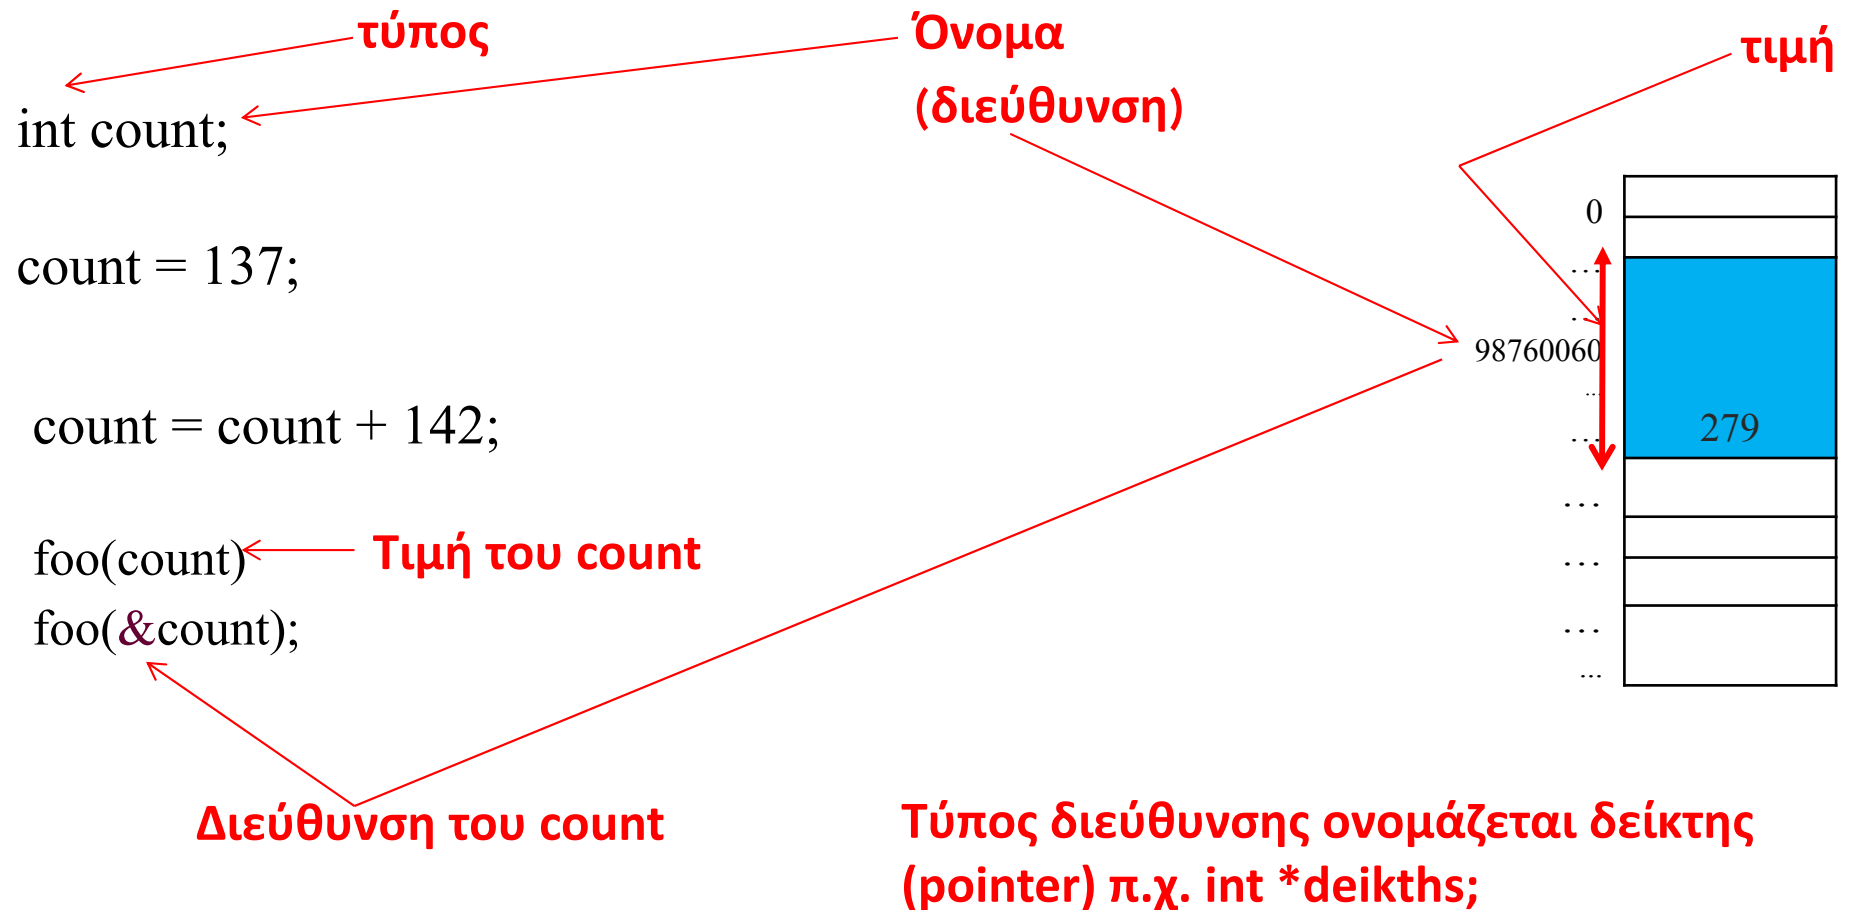 τύπος
Όνομα
(διεύθυνση)
τιμή
int count;
count = 137;
count = count + 142;
foo(count)
Τιμή του count
foo(&count);
Διεύθυνση του count
0
...
...
98760060
...
...
279
...
...
...
...
Τύπος διεύθυνσης ονομάζεται δείκτης
(pointer) π.χ. int *deikths;